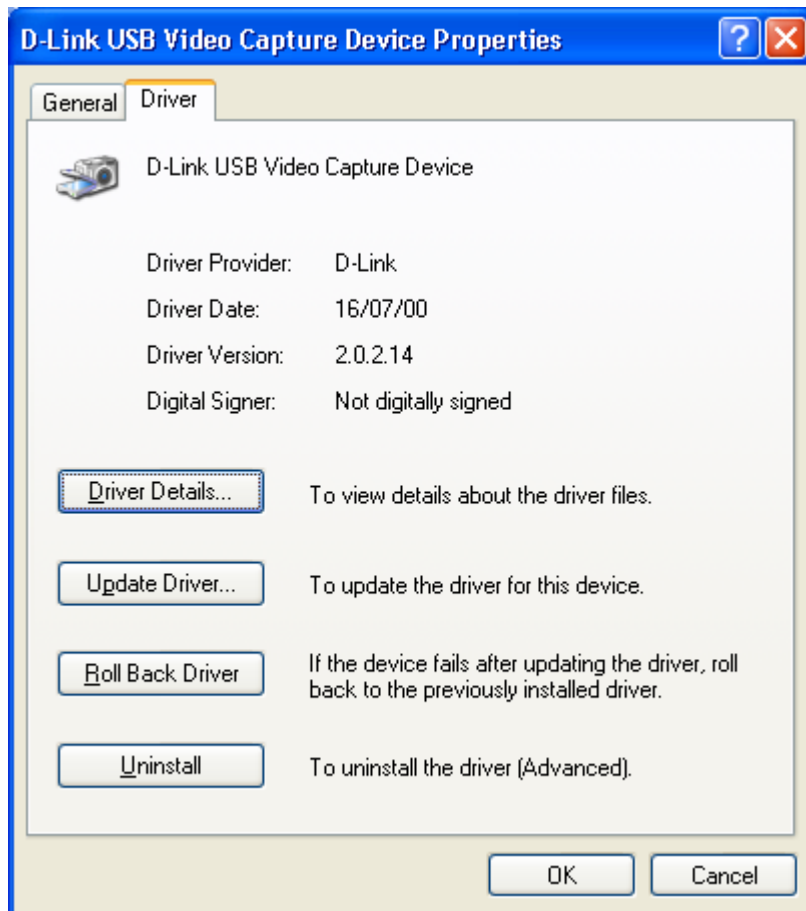 D-Link USB Video Capture Device Properties
General
Driver
D-Link USB Video Capture Device
Driver Provider: D-Link
Driver Date: 16/07/00
Driver Version: 2.0.2.14
Digital Signer: Not digitally signed
Driver Details... To view details about the driver files.
Update Driver... To update the driver for this device.
Roll Back Driver If the device fails after updating the driver, roll
back to the previously installed driver.
Uninstall To uninstall the driver (Advanced).
OK Cancel